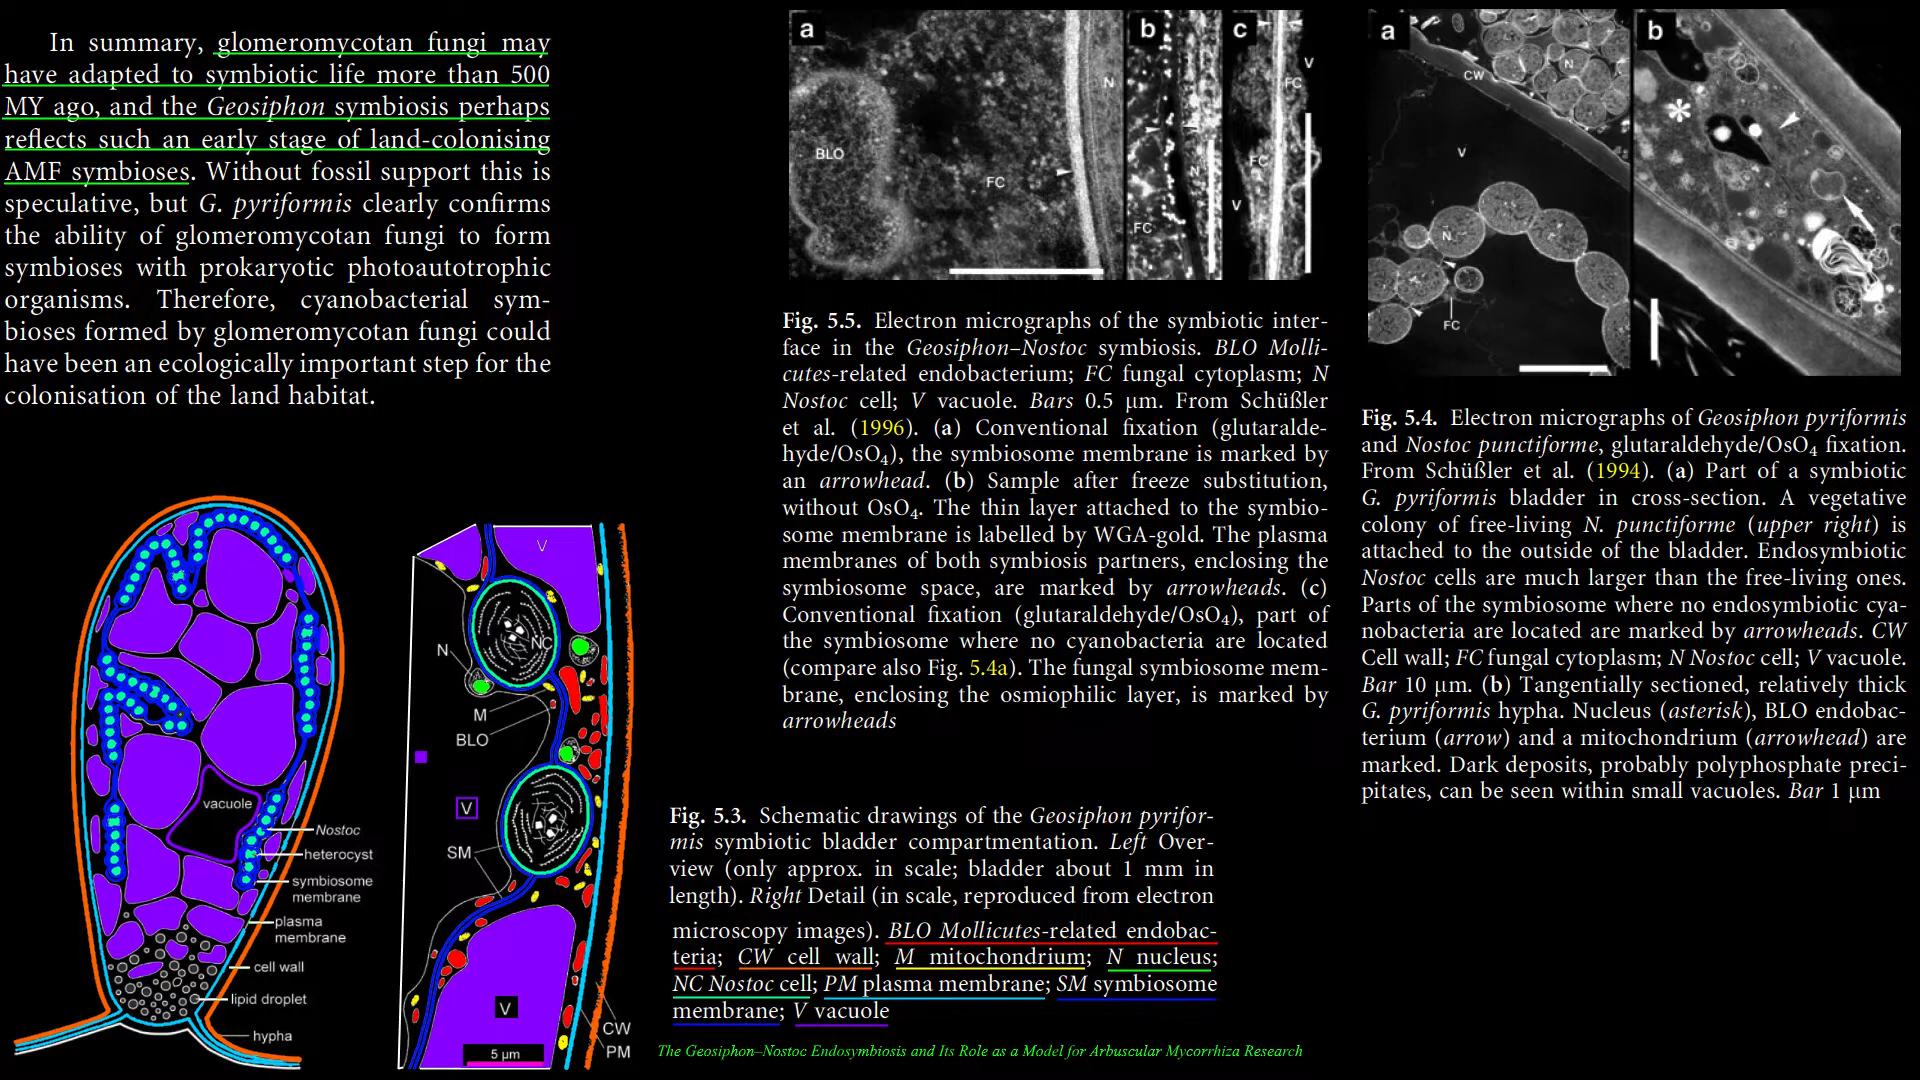 In summary, glomeromycotan fungi may
have adapted to symbiotic life more than 500
MY ago, and the Geosiphon symbiosis perhaps
reflects such an early stage of land-colonising
AMF symbioses. Without fossil support this is
speculative, but G. pyriformis clearly confirms
the ability of glomeromycotan fungi to form
symbioses with prokaryotic photoautotrophic
organisms. Therefore, cyanobacterial sym-
bioses formed by glomeromycotan fungi could
have been an ecologically important step for the
colonisation of the land habitat.
vacuole
Nostoc
heterocyst
symbiosome
membrane
plasma
membrane
cell wall
lipid droplet
hypha
V
NC
N
M
BLO
V
SM
V
CW
PM
5 µm
a
BLO
FC
N
b
N
FC
c
V
FC
FC
V
Fig. 5.5. Electron micrographs of the symbiotic inter-
face in the Geosiphon–Nostoc symbiosis. BLO Molli-
cutes-related endobacterium; FC fungal cytoplasm; N
Nostoc cell; V vacuole. Bars 0.5 µm. From Schüßler
et al. (1996). (a) Conventional fixation (glutaralde-
hyde/OsO₄), the symbiosome membrane is marked by
an arrowhead. (b) Sample after freeze substitution,
without OsO₄. The thin layer attached to the symbio-
some membrane is labelled by WGA-gold. The plasma
membranes of both symbiosis partners, enclosing the
symbiosome space, are marked by arrowheads. (c)
Conventional fixation (glutaraldehyde/OsO₄), part of
the symbiosome where no cyanobacteria are located
(compare also Fig. 5.4a). The fungal symbiosome mem-
brane, enclosing the osmiophilic layer, is marked by
arrowheads
Fig. 5.3. Schematic drawings of the Geosiphon pyrifor-
mis symbiotic bladder compartmentation. Left Over-
view (only approx. in scale; bladder about 1 mm in
length). Right Detail (in scale, reproduced from electron
microscopy images). BLO Mollicutes-related endobac-
teria; CW cell wall; M mitochondrium; N nucleus;
NC Nostoc cell; PM plasma membrane; SM symbiosome
membrane; V vacuole
The Geosiphon–Nostoc Endosymbiosis and Its Role as a Model for Arbuscular Mycorrhiza Research
a
CW
N
V
N
FC
b
*
Fig. 5.4. Electron micrographs of Geosiphon pyriformis
and Nostoc punctiforme, glutaraldehyde/OsO₄ fixation.
From Schüßler et al. (1994). (a) Part of a symbiotic
G. pyriformis bladder in cross-section. A vegetative
colony of free-living N. punctiforme (upper right) is
attached to the outside of the bladder. Endosymbiotic
Nostoc cells are much larger than the free-living ones.
Parts of the symbiosome where no endosymbiotic cya-
nobacteria are located are marked by arrowheads. CW
Cell wall; FC fungal cytoplasm; N Nostoc cell; V vacuole.
Bar 10 µm. (b) Tangentially sectioned, relatively thick
G. pyriformis hypha. Nucleus (asterisk), BLO endobac-
terium (arrow) and a mitochondrium (arrowhead) are
marked. Dark deposits, probably polyphosphate preci-
pitates, can be seen within small vacuoles. Bar 1 µm